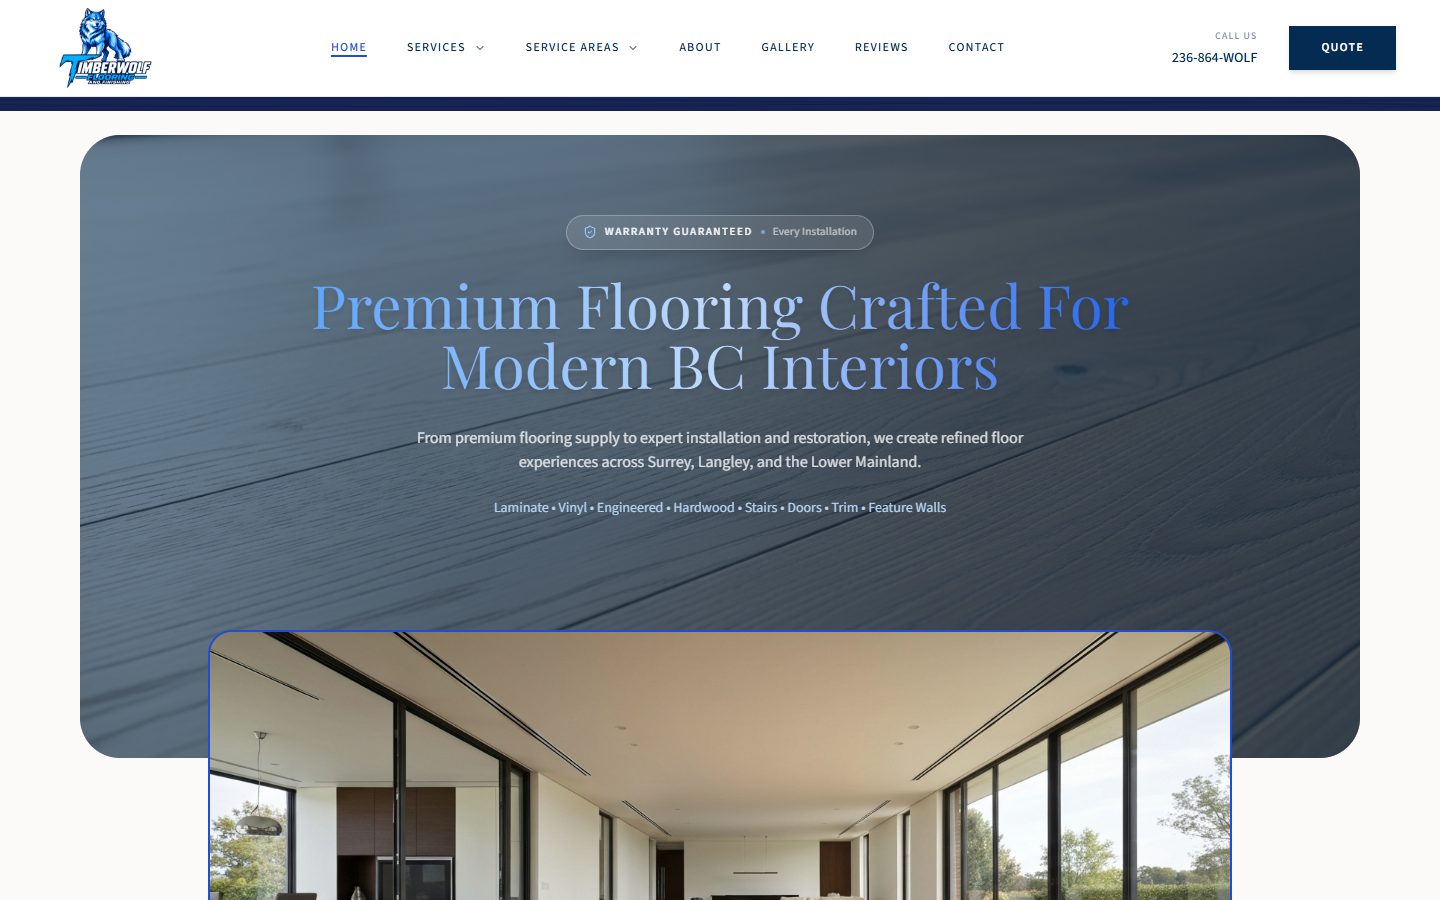 TIMBERWOLF
FLOORING
AND FINISHING
HOME
SERVICES
SERVICE AREAS
ABOUT
GALLERY
REVIEWS
CONTACT
CALL US
236-864-WOLF
QUOTE
WARRANTY GUARANTEED • Every Installation
Premium Flooring Crafted For
Modern BC Interiors
From premium flooring supply to expert installation and restoration, we create refined floor
experiences across Surrey, Langley, and the Lower Mainland.
Laminate • Vinyl • Engineered • Hardwood • Stairs • Doors • Trim • Feature Walls